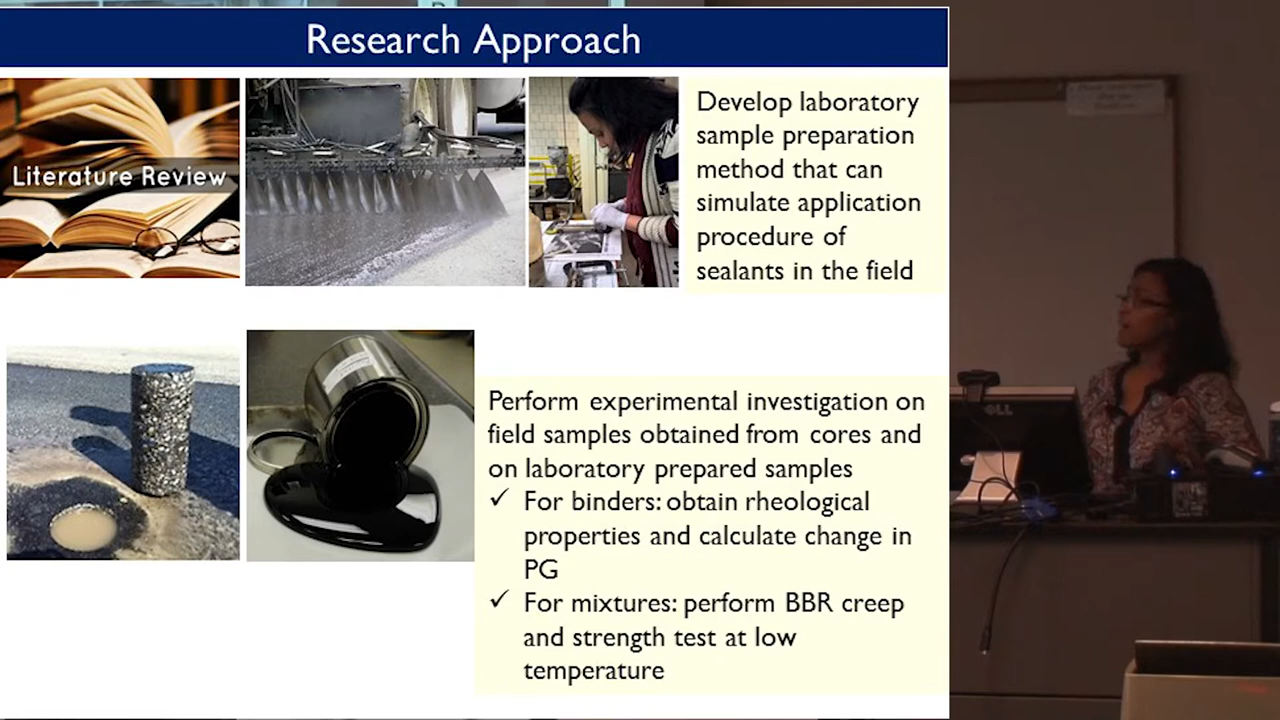 Research Approach
Literature Review
Develop laboratory
sample preparation
method that can
simulate application
procedure of
sealants in the field
Perform experimental investigation on
field samples obtained from cores and
on laboratory prepared samples
✓ For binders: obtain rheological
properties and calculate change in
PG
✓ For mixtures: perform BBR creep
and strength test at low
temperature
DELL